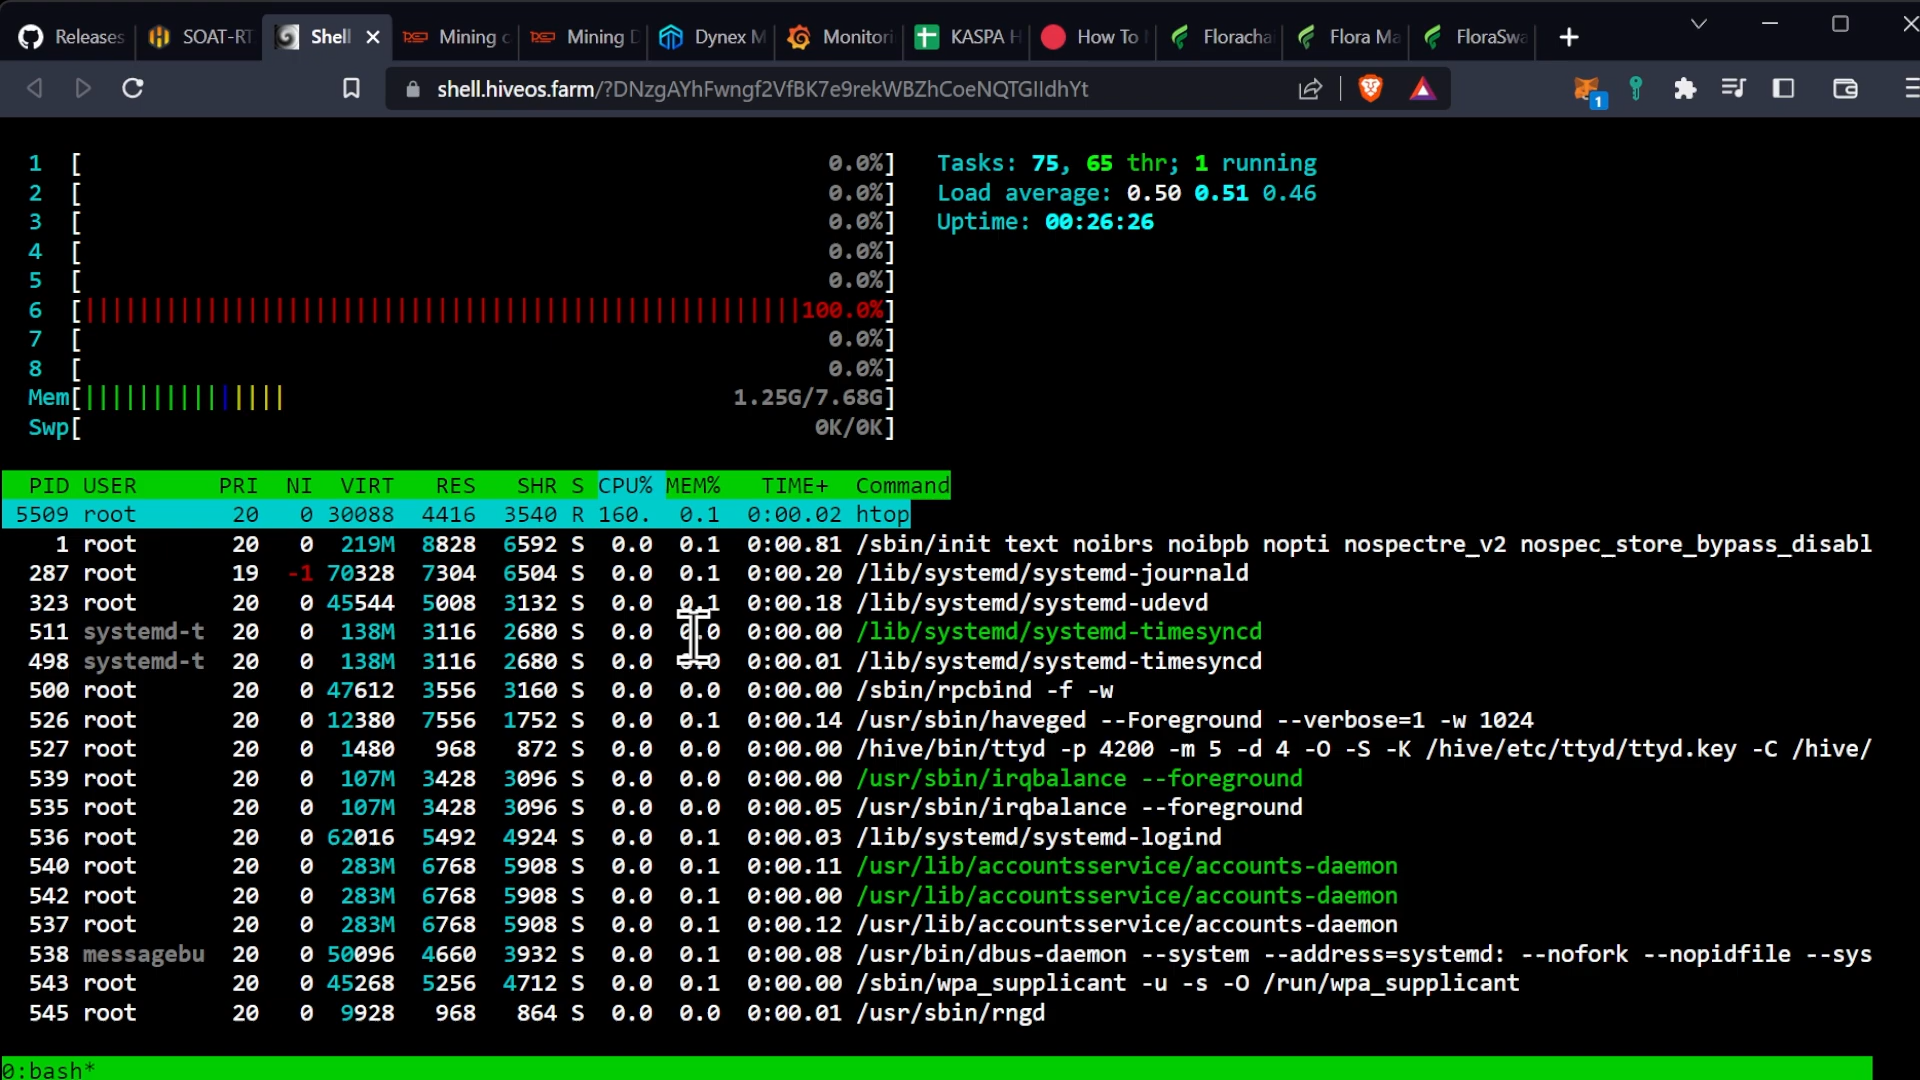 Releases SOAT-RT Shell Mining Mining Dynex M Monitori KASPA H How To Florachai Flora Ma FloraSwa
shell.hiveos.farm/?DNzgAYhFwngf2VfBK7e9rekWBZhCoeNQTGIIdhYt 1
1 [ 0.0%] Tasks: 75, 65 thr; 1 running
2 [ 0.0%] Load average: 0.50 0.51 0.46
3 [ 0.0%] Uptime: 00:26:26
4 [ 0.0%]
5 [ 0.0%]
6 [||||||||||||||||||||||||||||||||||||||||||||||||||||100.0%]
7 [ 0.0%]
8 [ 0.0%]
Mem[||||||||||||||| 1.25G/7.68G]
Swp[ 0K/0K]
PID USER PRI NI VIRT RES SHR S CPU% MEM% TIME+ Command
5509 root 20 0 30088 4416 3540 R 160. 0.1 0:00.02 htop
1 root 20 0 219M 8828 6592 S 0.0 0.1 0:00.81 /sbin/init text noibrs noibpb nopti nospectre_v2 nospec_store_bypass_disabl
287 root 19 -1 70328 7304 6504 S 0.0 0.1 0:00.20 /lib/systemd/systemd-journald
323 root 20 0 45544 5008 3132 S 0.0 0.1 0:00.18 /lib/systemd/systemd-udevd
511 systemd-t 20 0 138M 3116 2680 S 0.0 0.0 0:00.00 /lib/systemd/systemd-timesyncd
498 systemd-t 20 0 138M 3116 2680 S 0.0 0.0 0:00.01 /lib/systemd/systemd-timesyncd
500 root 20 0 47612 3556 3160 S 0.0 0.0 0:00.00 /sbin/rpcbind -f -w
526 root 20 0 12380 7556 1752 S 0.0 0.1 0:00.14 /usr/sbin/haveged --Foreground --verbose=1 -w 1024
527 root 20 0 1480 968 872 S 0.0 0.0 0:00.00 /hive/bin/ttyd -p 4200 -m 5 -d 4 -O -S -K /hive/etc/ttyd/ttyd.key -C /hive/
539 root 20 0 107M 3428 3096 S 0.0 0.0 0:00.00 /usr/sbin/irqbalance --foreground
535 root 20 0 107M 3428 3096 S 0.0 0.0 0:00.05 /usr/sbin/irqbalance --foreground
536 root 20 0 62016 5492 4924 S 0.0 0.1 0:00.03 /lib/systemd/systemd-logind
540 root 20 0 283M 6768 5908 S 0.0 0.1 0:00.11 /usr/lib/accountsservice/accounts-daemon
542 root 20 0 283M 6768 5908 S 0.0 0.1 0:00.00 /usr/lib/accountsservice/accounts-daemon
537 root 20 0 283M 6768 5908 S 0.0 0.1 0:00.12 /usr/lib/accountsservice/accounts-daemon
538 messagebu 20 0 50096 4660 3932 S 0.0 0.1 0:00.08 /usr/bin/dbus-daemon --system --address=systemd: --nofork --nopidfile --sys
543 root 20 0 45268 5256 4712 S 0.0 0.1 0:00.00 /sbin/wpa_supplicant -u -s -O /run/wpa_supplicant
545 root 20 0 9928 968 864 S 0.0 0.0 0:00.01 /usr/sbin/rngd
0:bash*